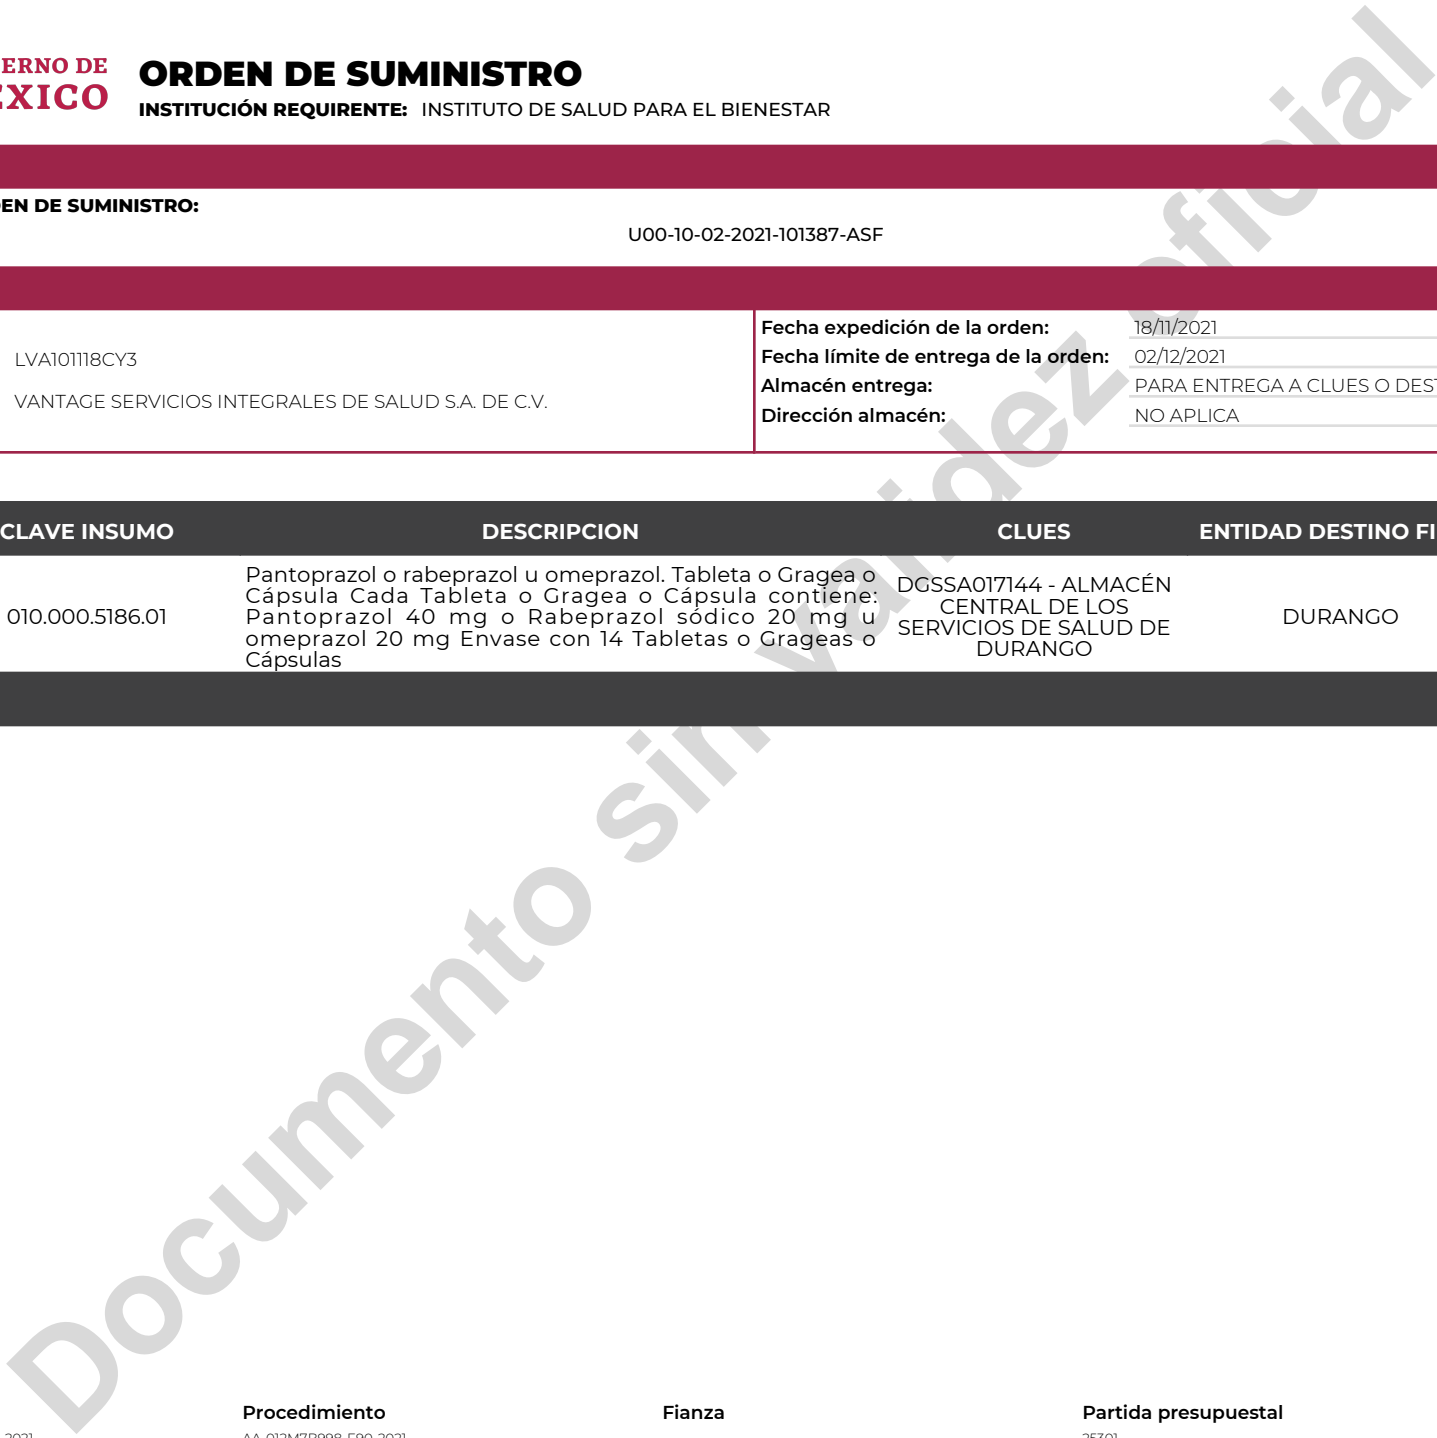 ERNO DE
ÉXICO
ORDEN DE SUMINISTRO
INSTITUCIÓN REQUIRENTE: INSTITUTO DE SALUD PARA EL BIENESTAR
EN DE SUMINISTRO:
U00-10-02-2021-101387-ASF
LVA101118CY3
VANTAGE SERVICIOS INTEGRALES DE SALUD S.A. DE C.V.
Fecha expedición de la orden: 18/11/2021
Fecha límite de entrega de la orden: 02/12/2021
Almacén entrega: PARA ENTREGA A CLUES O DEST
Dirección almacén: NO APLICA
CLAVE INSUMO DESCRIPCION CLUES ENTIDAD DESTINO FI
010.000.5186.01
Pantoprazol o rabeprazol u omeprazol. Tableta o Gragea o
Cápsula Cada Tableta o Gragea o Cápsula contiene:
Pantoprazol 40 mg o Rabeprazol sódico 20 mg u
omeprazol 20 mg Envase con 14 Tabletas o Grageas o
Cápsulas
DGSSA017144 - ALMACÉN
CENTRAL DE LOS
SERVICIOS DE SALUD DE
DURANGO
DURANGO
Documento sin validez oficial
Procedimiento Fianza Partida presupuestal